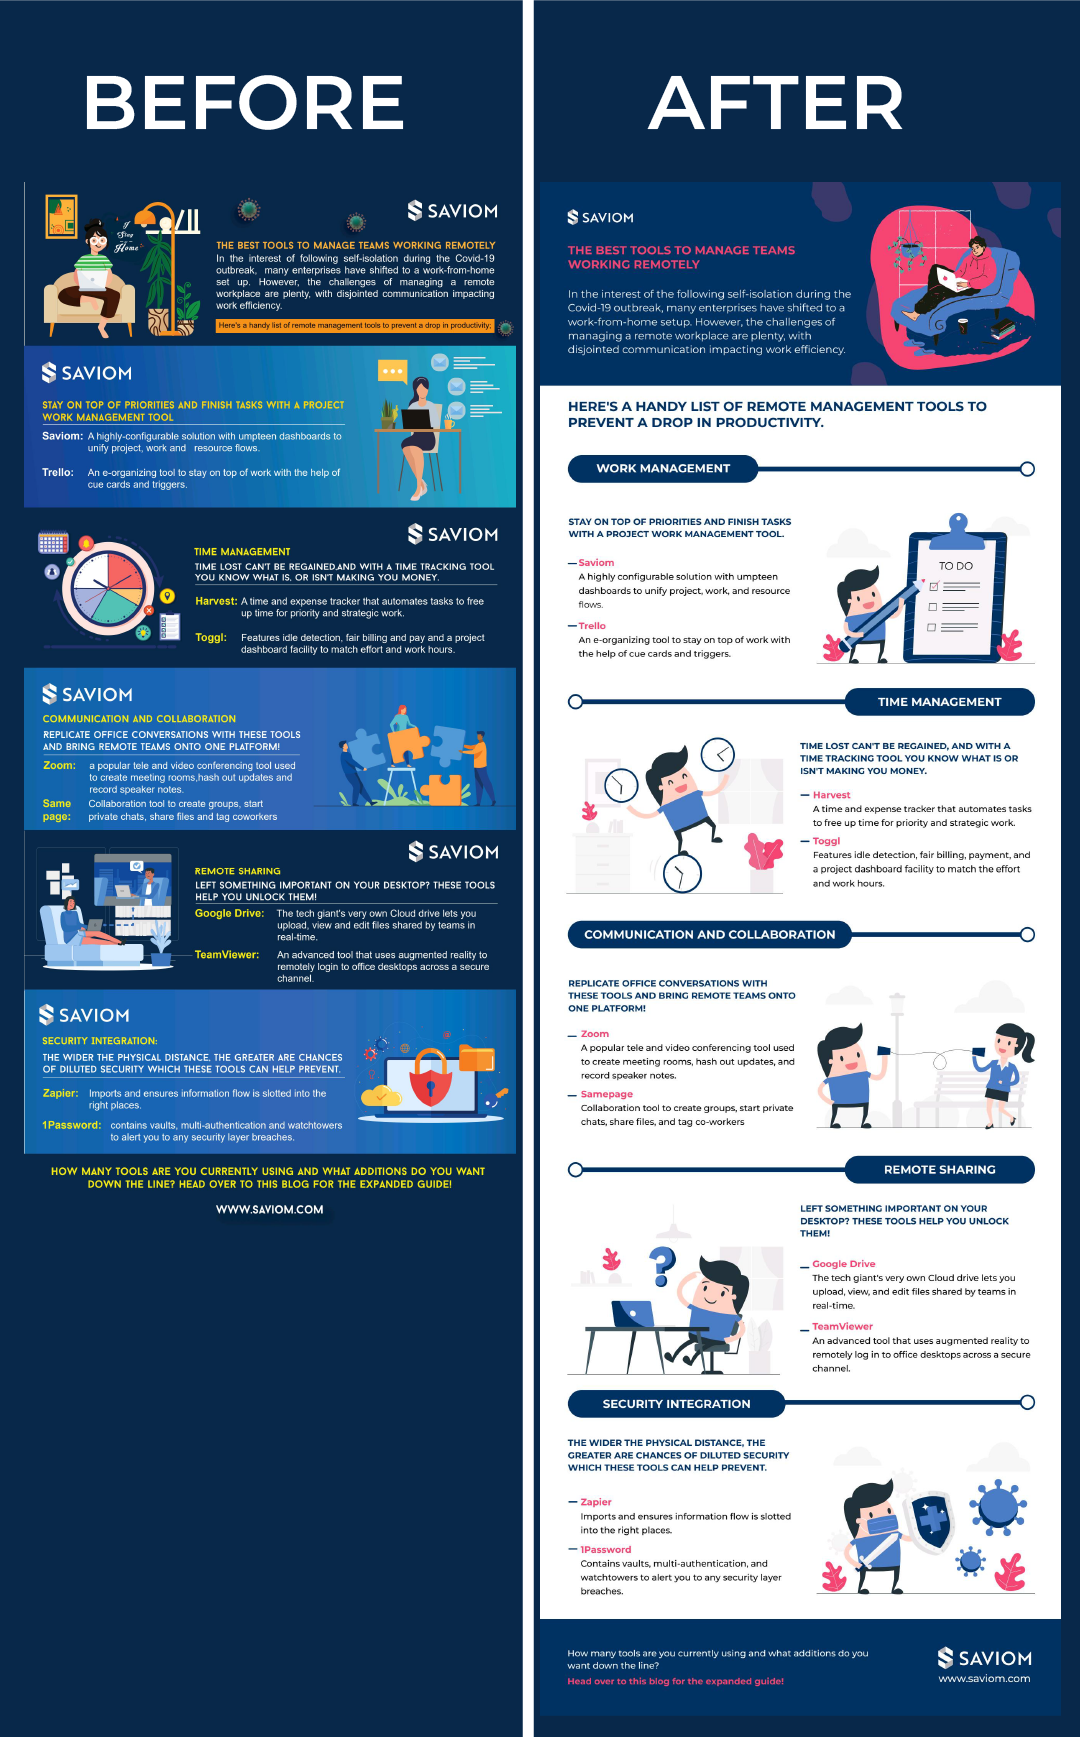 BEFORE
I
Stay
Home
SAVIOM
THE BEST TOOLS TO MANAGE TEAMS WORKING REMOTELY
In the interest of following self-isolation during the Covid-19
outbreak, many enterprises have shifted to a work-from-home
set up. However, the challenges of managing a remote
workplace are plenty, with disjointed communication impacting
work efficiency.
Here's a handy list of remote management tools to prevent a drop in productivity;
SAVIOM
STAY ON TOP OF PRIORITIES AND FINISH TASKS WITH A PROJECT
WORK MANAGEMENT TOOL
Saviom: A highly-configurable solution with umpteen dashboards to
unify project, work and resource flows.
Trello: An e-organizing tool to stay on top of work with the help of
cue cards and triggers.
SAVIOM
TIME MANAGEMENT
TIME LOST CAN'T BE REGAINED,AND WITH A TIME TRACKING TOOL
YOU KNOW WHAT IS, OR ISN'T MAKING YOU MONEY.
Harvest: A time and expense tracker that automates tasks to free
up time for priority and strategic work.
Toggl: Features idle detection, fair billing and pay and a project
dashboard facility to match effort and work hours.
SAVIOM
COMMUNICATION AND COLLABORATION
REPLICATE OFFICE CONVERSATIONS WITH THESE TOOLS
AND BRING REMOTE TEAMS ONTO ONE PLATFORM!
Zoom: a popular tele and video conferencing tool used
to create meeting rooms,hash out updates and
record speaker notes.
Same Collaboration tool to create groups, start
page: private chats, share files and tag coworkers
SAVIOM
REMOTE SHARING
LEFT SOMETHING IMPORTANT ON YOUR DESKTOP? THESE TOOLS
HELP YOU UNLOCK THEM!
Google Drive: The tech giant's very own Cloud drive lets you
upload, view and edit files shared by teams in
real-time.
TeamViewer: An advanced tool that uses augmented reality to
remotely login to office desktops across a secure
channel.
SAVIOM
SECURITY INTEGRATION:
THE WIDER THE PHYSICAL DISTANCE, THE GREATER ARE CHANCES
OF DILUTED SECURITY WHICH THESE TOOLS CAN HELP PREVENT.
Zapier: Imports and ensures information flow is slotted into the
right places.
1Password: contains vaults, multi-authentication and watchtowers
to alert you to any security layer breaches.
HOW MANY TOOLS ARE YOU CURRENTLY USING AND WHAT ADDITIONS DO YOU WANT
DOWN THE LINE? HEAD OVER TO THIS BLOG FOR THE EXPANDED GUIDE!
WWW.SAVIOM.COM
AFTER
SAVIOM
THE BEST TOOLS TO MANAGE TEAMS
WORKING REMOTELY
In the interest of the following self-isolation during the
Covid-19 outbreak, many enterprises have shifted to a
work-from-home setup. However, the challenges of
managing a remote workplace are plenty, with
disjointed communication impacting work efficiency.
HERE'S A HANDY LIST OF REMOTE MANAGEMENT TOOLS TO
PREVENT A DROP IN PRODUCTIVITY.
WORK MANAGEMENT
STAY ON TOP OF PRIORITIES AND FINISH TASKS
WITH A PROJECT WORK MANAGEMENT TOOL.
Saviom
A highly configurable solution with umpteen
dashboards to unify project, work, and resource
flows.
Trello
An e-organizing tool to stay on top of work with
the help of cue cards and triggers.
TO DO
TIME MANAGEMENT
TIME LOST CAN'T BE REGAINED, AND WITH A
TIME TRACKING TOOL YOU KNOW WHAT IS OR
ISN'T MAKING YOU MONEY.
Harvest
A time and expense tracker that automates tasks
to free up time for priority and strategic work.
Toggl
Features idle detection, fair billing, payment, and
a project dashboard facility to match the effort
and work hours.
COMMUNICATION AND COLLABORATION
REPLICATE OFFICE CONVERSATIONS WITH
THESE TOOLS AND BRING REMOTE TEAMS ONTO
ONE PLATFORM!
Zoom
A popular tele and video conferencing tool used
to create meeting rooms, hash out updates, and
record speaker notes.
Samepage
Collaboration tool to create groups, start private
chats, share files, and tag co-workers
REMOTE SHARING
LEFT SOMETHING IMPORTANT ON YOUR
DESKTOP? THESE TOOLS HELP YOU UNLOCK
THEM!
?
Google Drive
The tech giant's very own Cloud drive lets you
upload, view, and edit files shared by teams in
real-time.
TeamViewer
An advanced tool that uses augmented reality to
remotely log in to office desktops across a secure
channel.
SECURITY INTEGRATION
THE WIDER THE PHYSICAL DISTANCE, THE
GREATER ARE CHANCES OF DILUTED SECURITY
WHICH THESE TOOLS CAN HELP PREVENT.
Zapier
Imports and ensures information flow is slotted
into the right places.
1Password
Contains vaults, multi-authentication, and
watchtowers to alert you to any security layer
breaches.
How many tools are you currently using and what additions do you
want down the line?
Head over to this blog for the expanded guide!
SAVIOM
www.saviom.com